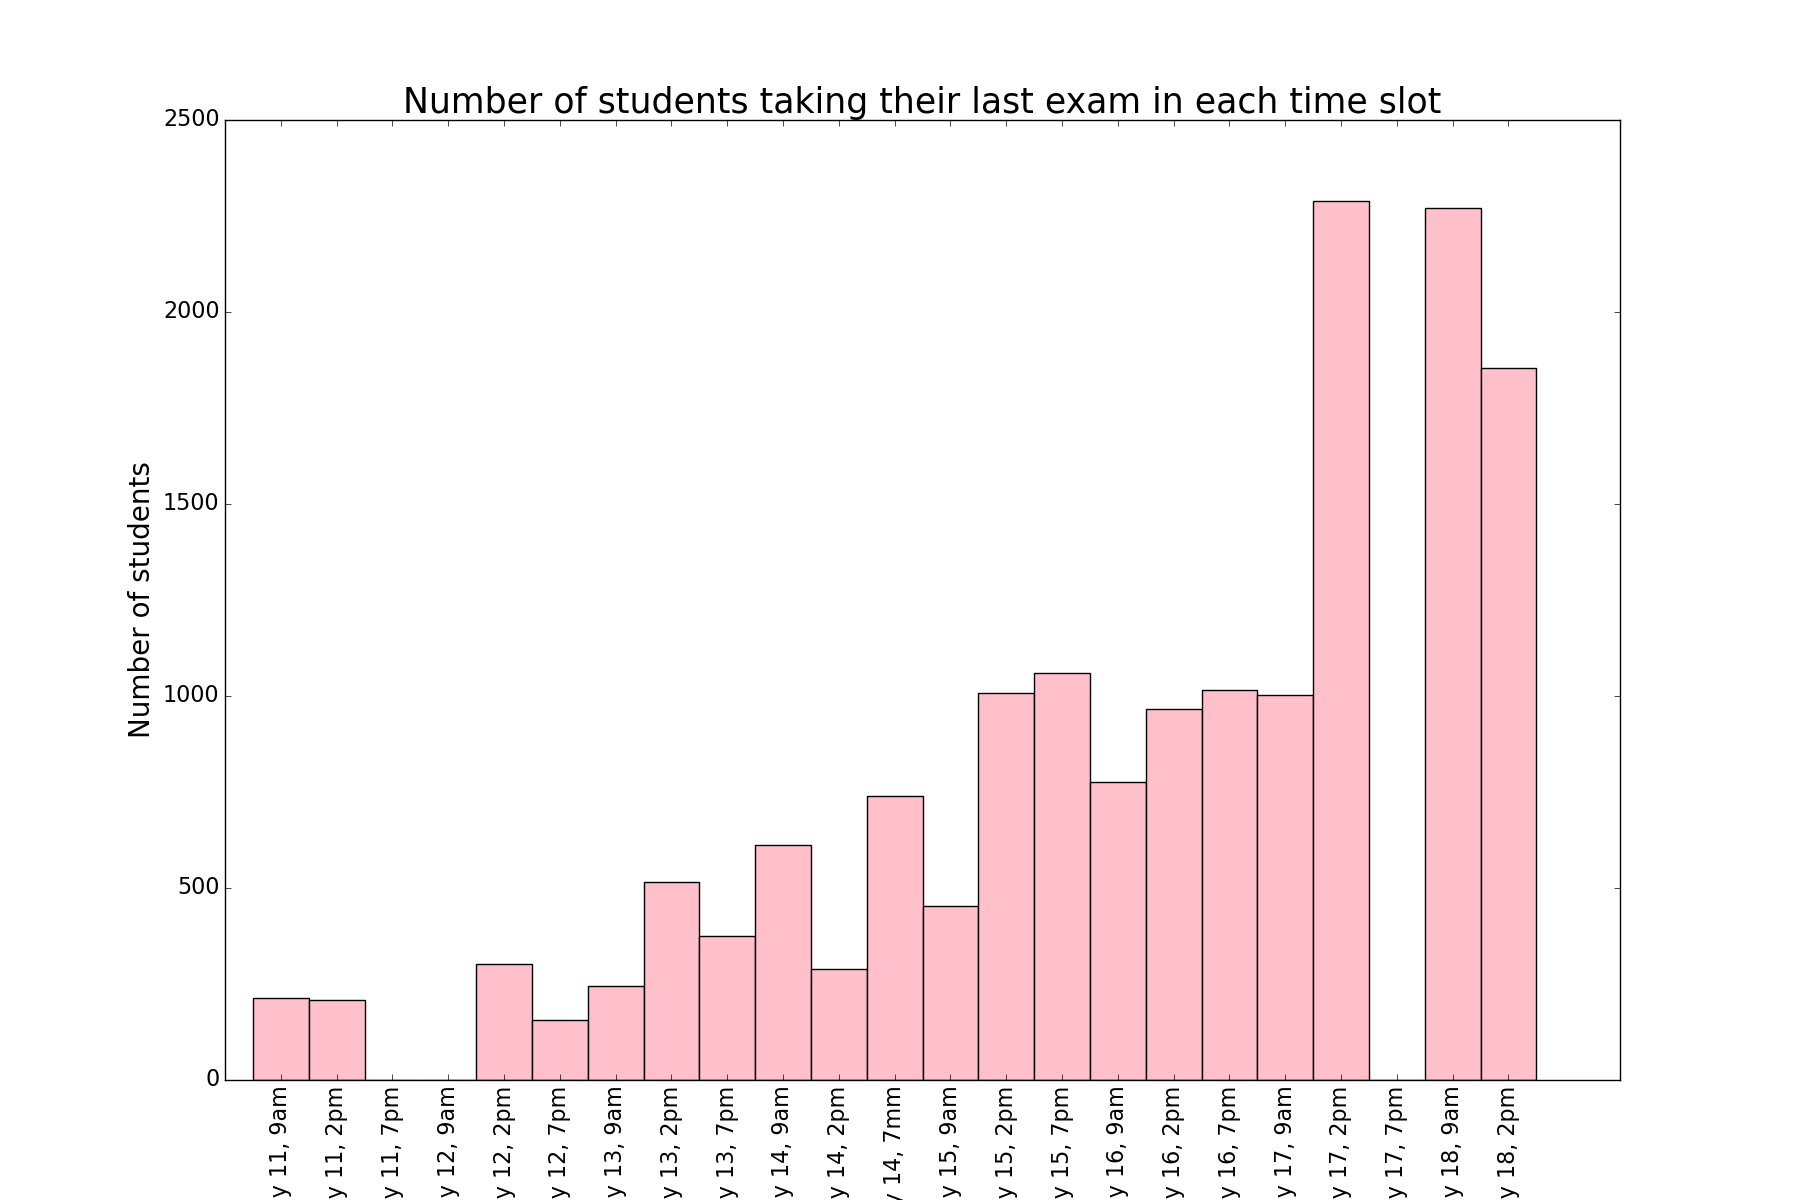 Number of students taking their last exam in each time slot
Number of students
2500
2000
1500
1000
500
0
y 11, 9am
y 11, 2pm
y 11, 7pm
y 12, 9am
y 12, 2pm
y 12, 7pm
y 13, 9am
y 13, 2pm
y 13, 7pm
y 14, 9am
y 14, 2pm
y 14, 7mm
y 15, 9am
y 15, 2pm
y 15, 7pm
y 16, 9am
y 16, 2pm
y 16, 7pm
y 17, 9am
y 17, 2pm
y 17, 7pm
y 18, 9am
y 18, 2pm